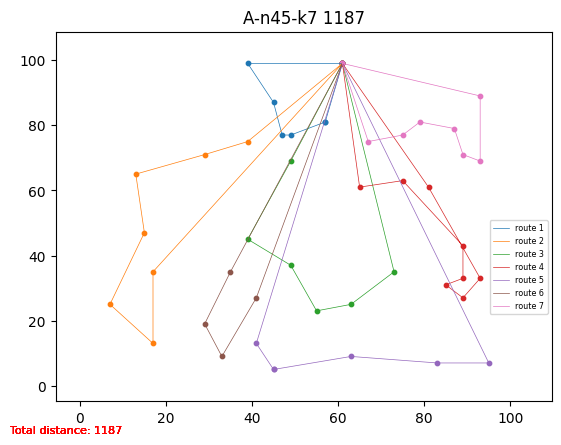 A-n45-k7 1187
100
80
60
40
20
0
0 20 40 60 80 100
route 1
route 2
route 3
route 4
route 5
route 6
route 7
Total distance: 1187